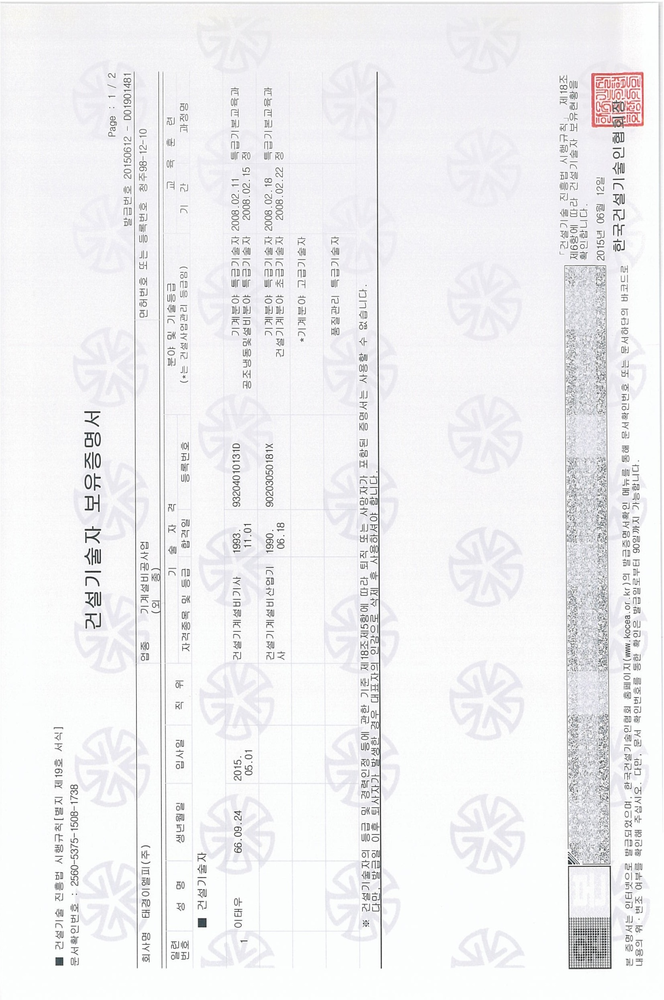 ■ 건설기술 진흥법 시행규칙[별지 제19호 서식]
문서확인번호 : 2560-5375-1508-1738
건설기술자 보유증명서
Page : 1 / 2
발급번호 20150612 - D01901481
회사명 태경이엘피(주) 업종 기계설비공사업 면허번호 또는 등록번호 청주98-12-10
(외 종)
일련 성 명 생년월일 입사일 직 위 기 술 자 격 분야 및 기술등급 교 육 훈 련
번호 자격종목 및 등급 합격일 등록번호 (*는 건설사업관리 등급임) 기 간 과정명
■ 건설기술자
1 이태우 66.09.24 2015. 건설기계설비기사 1993. 93204010131D 기계분야 특급기술자 2008.02.11 특급기본교육과
05.01 11.01 공조냉동및설비분야 특급기술자 2008.02.15 정
건설기계설비산업기 1990. 90203050181X 기계분야 특급기술자 2008.02.18 특급기본교육과
사 06.18 건설기계분야 초급기술자 2008.02.22 정
*기계분야 고급기술자
품질관리 특급기술자
※ 건설기술자의 등급 및 경력인정 등에 관한 기준 제18조제5항에 따라 퇴직 또는 사망자가 포함된 증명서는 사용할 수 없습니다.
다만, 발급일 이후 퇴사자가 발생한 경우 대표자의 인감으로 삭제 후 사용하셔야 합니다.
「건설기술 진흥법 시행규칙」 제18조
제6항에 따라 건설기술자 보유현황을
확인합니다.
2015년 06월 12일
한국건설기술인협회장
본 증명서는 인터넷으로 발급되었으며, 한국건설기술인협회 홈페이지(www.kocea.or.kr)의 발급증명서확인 메뉴를 통해 문서확인번호 또는 문서하단의 바코드로
내용의 위·변조 여부를 확인해 주십시오. 다만, 문서 확인번호를 통한 확인은 발급일로부터 90일까지 가능합니다.